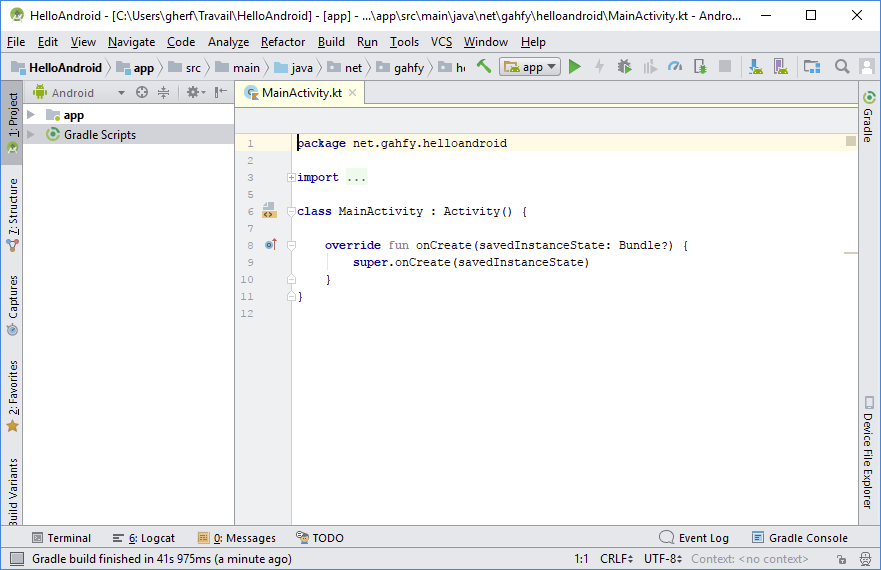 HelloAndroid - [C:\Users\gherf\Travail\HelloAndroid] - [app] - ...\app\src\main\java\net\gahfy\helloandroid\MainActivity.kt - Andro...
File Edit View Navigate Code Analyze Refactor Build Run Tools VCS Window Help
HelloAndroid app src main java net gahfy he app
1: Project
Android
MainActivity.kt
Gradle
app
Gradle Scripts
7: Structure
Captures
2: Favorites
Build Variants
1 package net.gahfy.helloandroid
2
3 import ...
5
6 class MainActivity : Activity() {
7
8 override fun onCreate(savedInstanceState: Bundle?) {
9 super.onCreate(savedInstanceState)
10 }
11 }
12
Device File Explorer
Terminal 6: Logcat 0: Messages TODO Event Log Gradle Console
Gradle build finished in 41s 975ms (a minute ago) 1:1 CRLF UTF-8 Context: <no context>